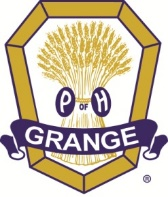 P OF H
GRANGE
®